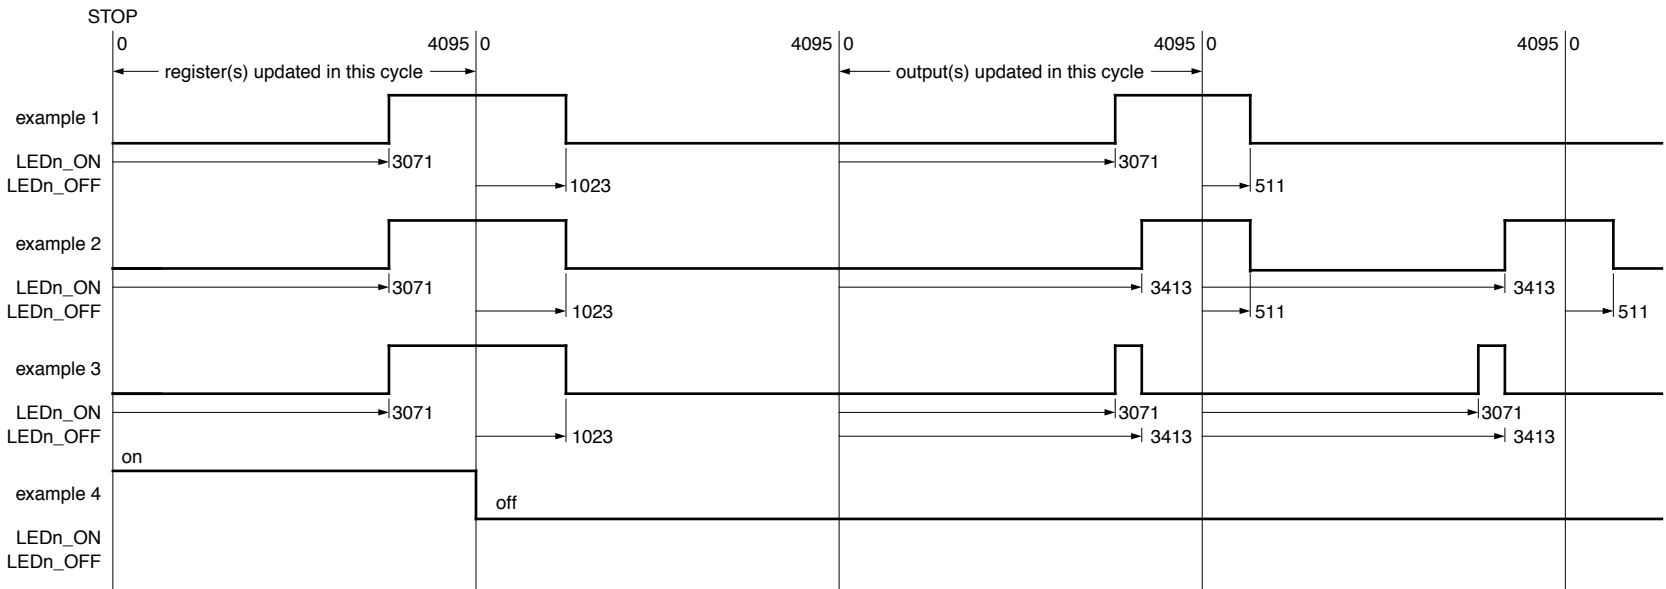 STOP
0 4095 0 4095 0 4095 0 4095 0
register(s) updated in this cycle output(s) updated in this cycle
example 1
LEDn_ON 3071 3071
LEDn_OFF 1023 511
example 2
LEDn_ON 3071 3413 3413
LEDn_OFF 1023 511 511
example 3
LEDn_ON 3071 3071 3071
LEDn_OFF 1023 3413 3413
on
example 4 off
LEDn_ON
LEDn_OFF